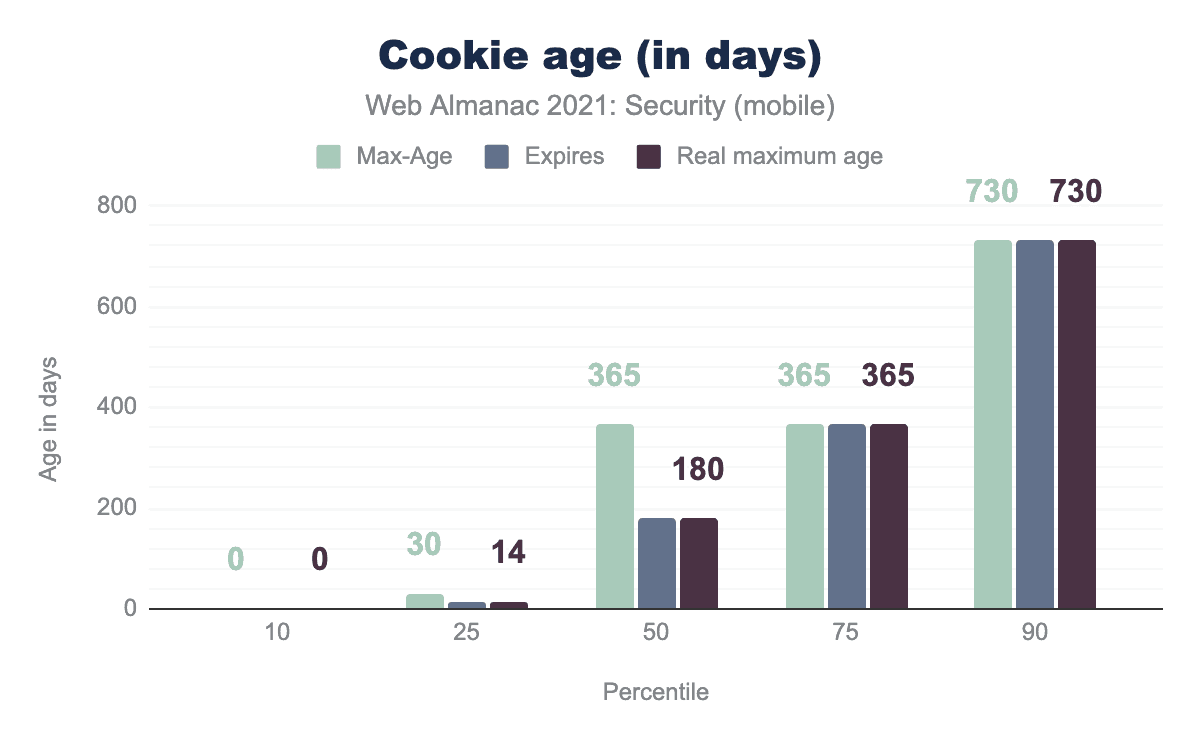 Cookie age (in days)
Web Almanac 2021: Security (mobile)
Max-Age Expires Real maximum age
Age in days
800
600
400
200
0
0 0
30 14
365 180
365 365
730 730
10 25 50 75 90
Percentile